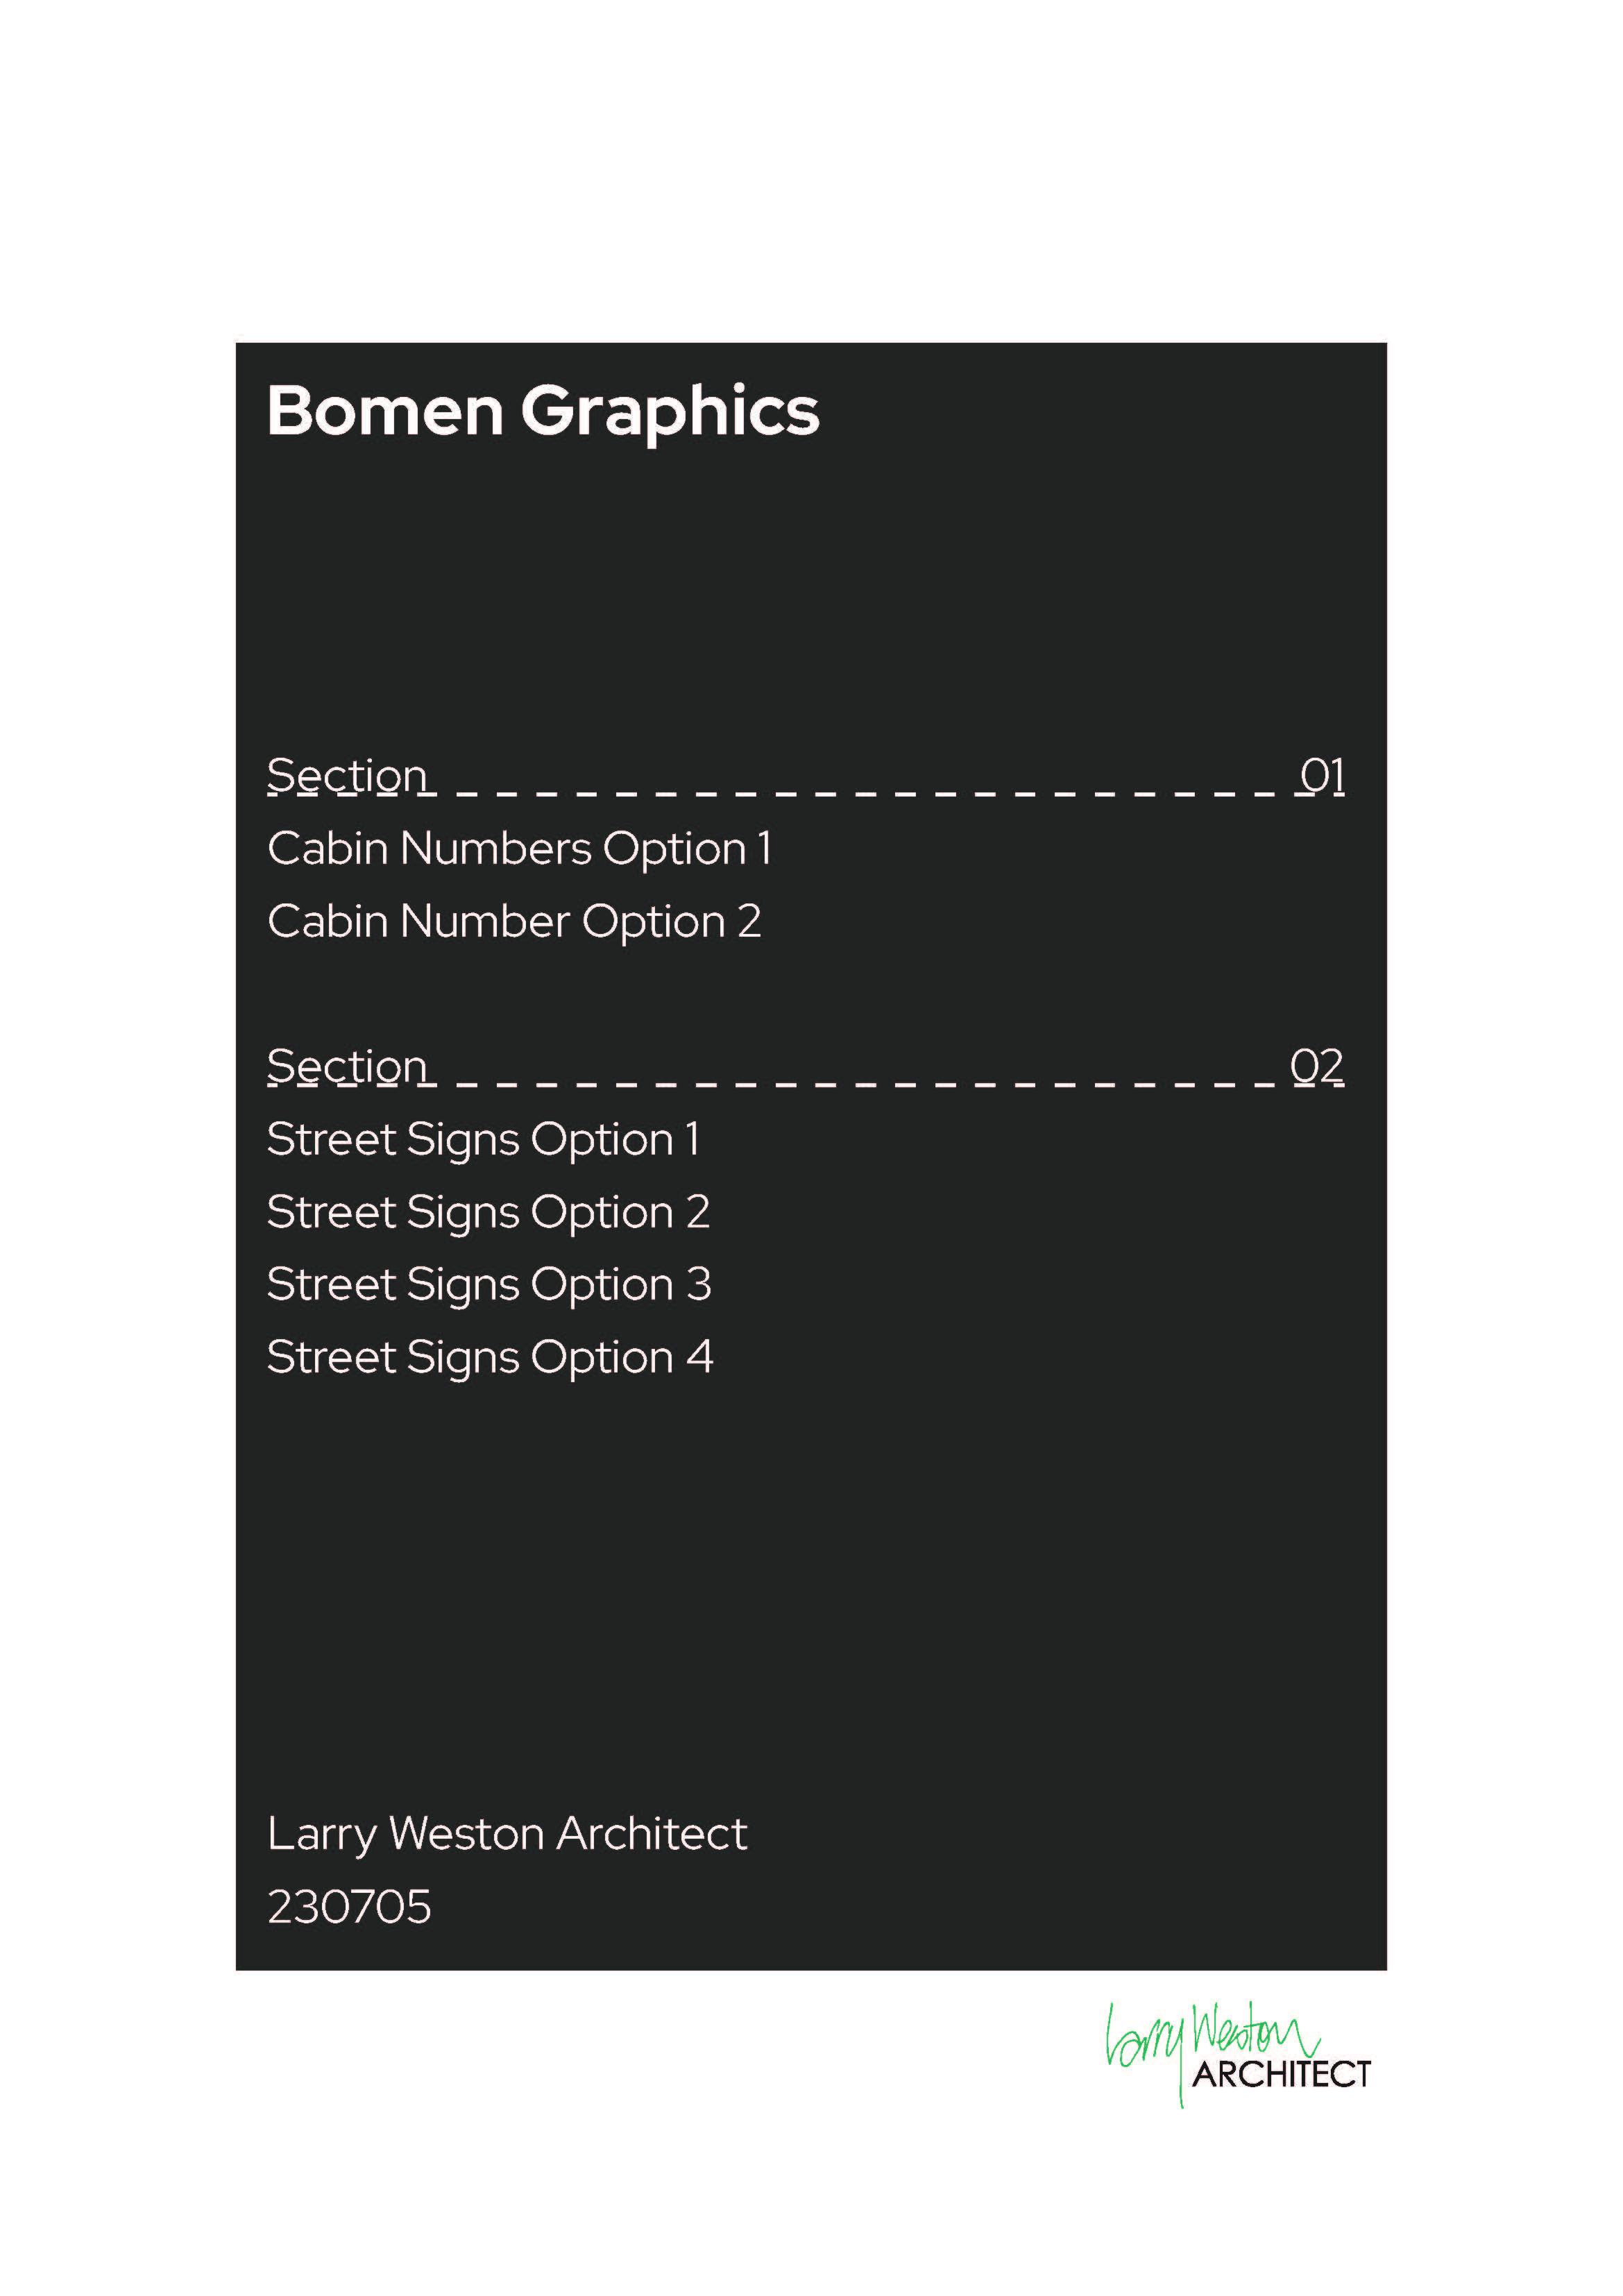 Bomen Graphics
Section 01
Cabin Numbers Option 1
Cabin Number Option 2
Section 02
Street Signs Option 1
Street Signs Option 2
Street Signs Option 3
Street Signs Option 4
Larry Weston Architect
230705
Larry Weston
ARCHITECT